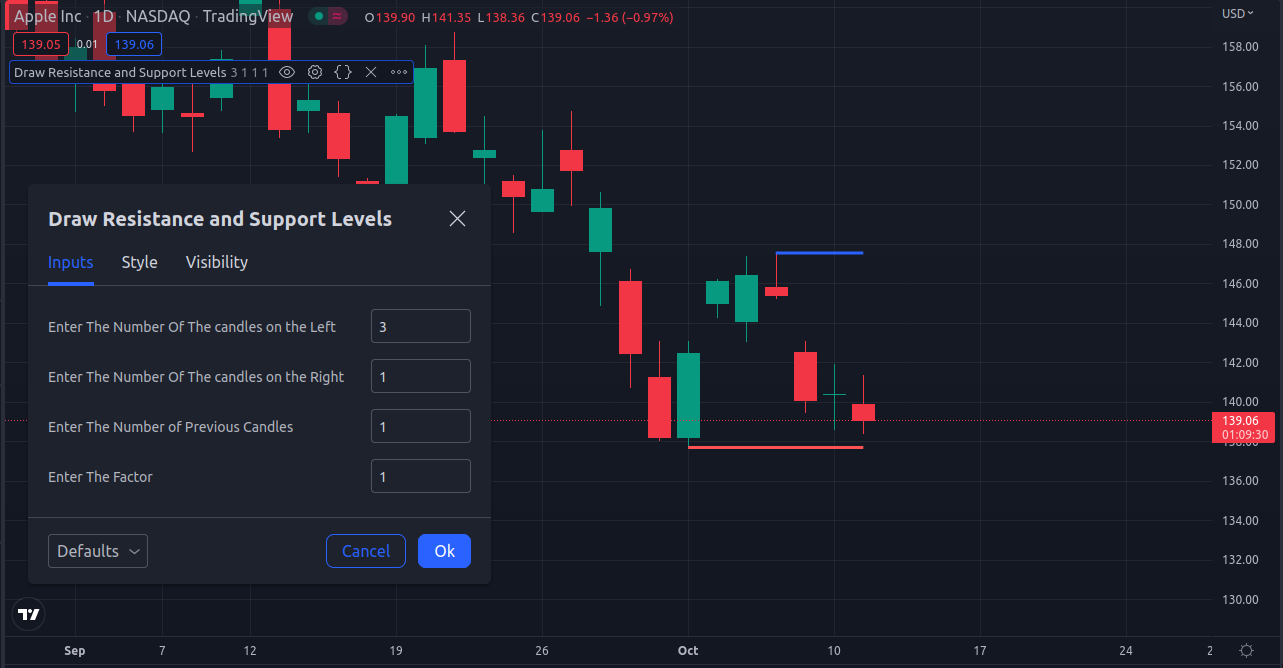 Apple Inc · 1D · NASDAQ · TradingView O139.90 H141.35 L138.36 C139.06 −1.36 (−0.97%)
USD
139.05 0.01 139.06
Draw Resistance and Support Levels 3 1 1 1
158.00
156.00
154.00
152.00
150.00
148.00
146.00
144.00
142.00
140.00
139.06
01:09:30
138.00
136.00
134.00
132.00
130.00
Draw Resistance and Support Levels
Inputs Style Visibility
Enter The Number Of The candles on the Left 3
Enter The Number Of The candles on the Right 1
Enter The Number of Previous Candles 1
Enter The Factor 1
Defaults Cancel Ok
Sep 7 12 19 26 Oct 10 17 24 2